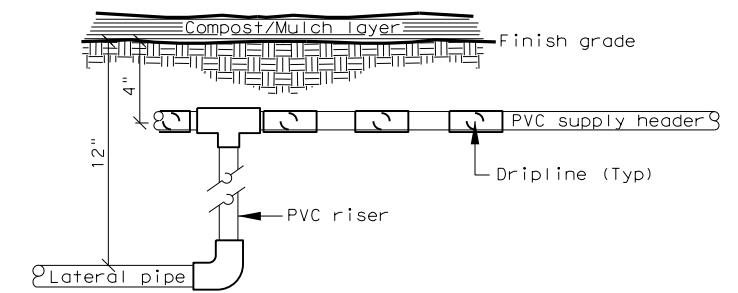 Compost/Mulch layer
Finish grade
4"
12"
PVC supply header
Dripline (Typ)
PVC riser
Lateral pipe